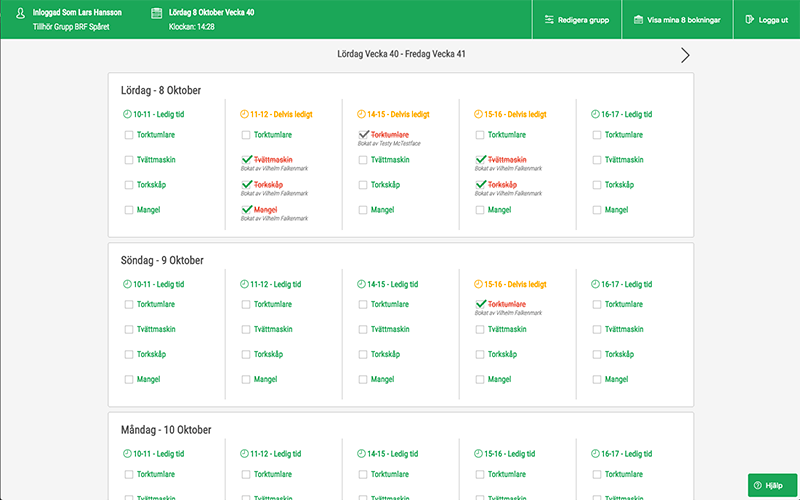 Inloggad Som Lars Hansson
Tillhör Grupp BRF Spåret
Lördag 8 Oktober Vecka 40
Klockan: 14:28
Redigera grupp
Visa mina 8 bokningar
Logga ut
Lördag Vecka 40 - Fredag Vecka 41
Lördag - 8 Oktober
10-11 - Ledig tid
Torktumlare
Tvättmaskin
Torkskåp
Mangel
11-12 - Delvis ledigt
Torktumlare
Tvättmaskin
Bokat av Vilhelm Falkenmark
Torkskåp
Bokat av Vilhelm Falkenmark
Mangel
Bokat av Vilhelm Falkenmark
14-15 - Delvis ledigt
Torktumlare
Bokat av Testy McTestface
Tvättmaskin
Torkskåp
Mangel
15-16 - Delvis ledigt
Torktumlare
Tvättmaskin
Bokat av Vilhelm Falkenmark
Torkskåp
Bokat av Vilhelm Falkenmark
Mangel
16-17 - Ledig tid
Torktumlare
Tvättmaskin
Torkskåp
Mangel
Söndag - 9 Oktober
10-11 - Ledig tid
Torktumlare
Tvättmaskin
Torkskåp
Mangel
11-12 - Ledig tid
Torktumlare
Tvättmaskin
Torkskåp
Mangel
14-15 - Ledig tid
Torktumlare
Tvättmaskin
Torkskåp
Mangel
15-16 - Delvis ledigt
Torktumlare
Bokat av Vilhelm Falkenmark
Tvättmaskin
Torkskåp
Mangel
16-17 - Ledig tid
Torktumlare
Tvättmaskin
Torkskåp
Mangel
Måndag - 10 Oktober
10-11 - Ledig tid
Torktumlare
Tvättmaskin
11-12 - Ledig tid
Torktumlare
Tvättmaskin
14-15 - Ledig tid
Torktumlare
Tvättmaskin
15-16 - Ledig tid
Torktumlare
Tvättmaskin
16-17 - Ledig tid
Torktumlare
Tvättmaskin
Hjälp